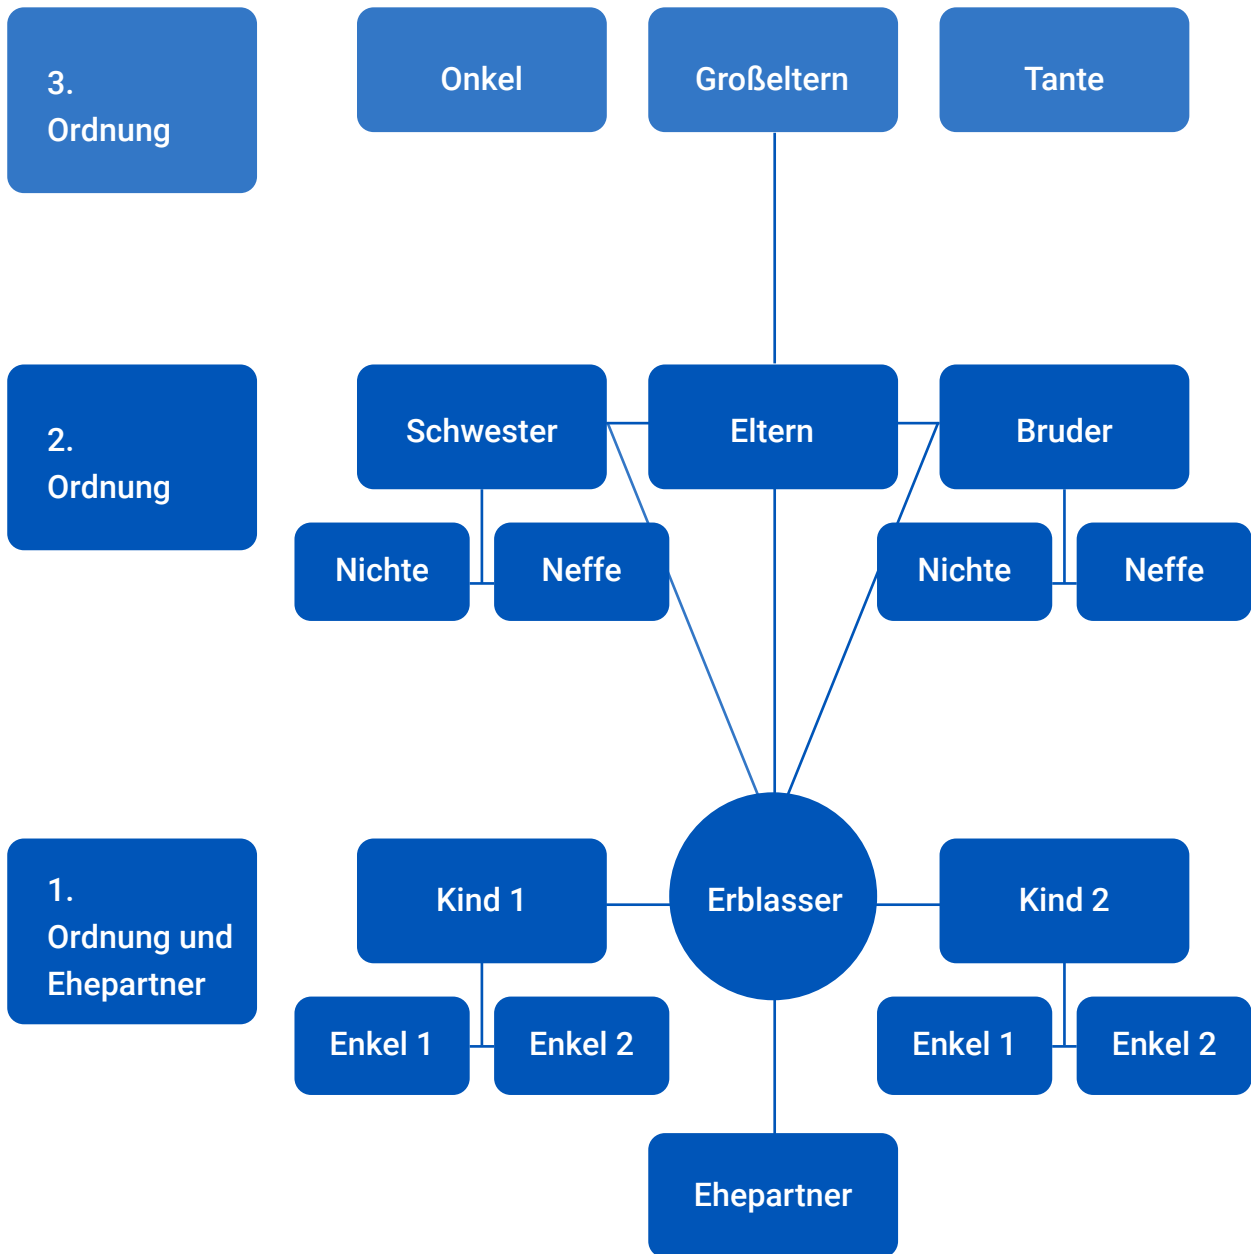 3.
Ordnung
Onkel
Großeltern
Tante
2.
Ordnung
Schwester
Eltern
Bruder
Nichte
Neffe
Nichte
Neffe
1.
Ordnung und
Ehepartner
Kind 1
Erblasser
Kind 2
Enkel 1
Enkel 2
Enkel 1
Enkel 2
Ehepartner